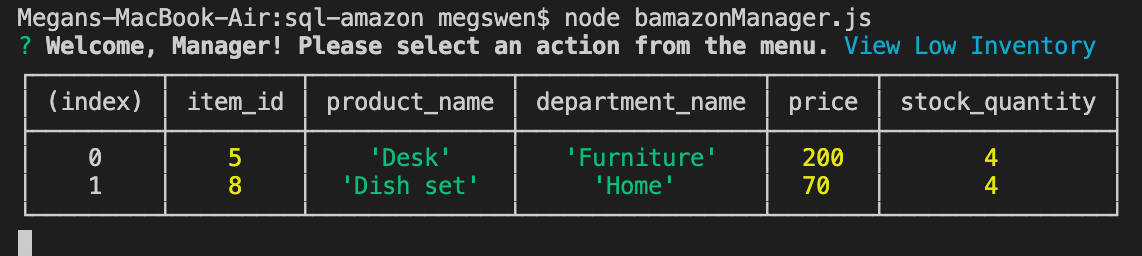 Megans-MacBook-Air:sql-amazon megswen$ node bamazonManager.js
? Welcome, Manager! Please select an action from the menu. View Low Inventory
(index) item_id product_name department_name price stock_quantity
0 5 'Desk' 'Furniture' 200 4
1 8 'Dish set' 'Home' 70 4